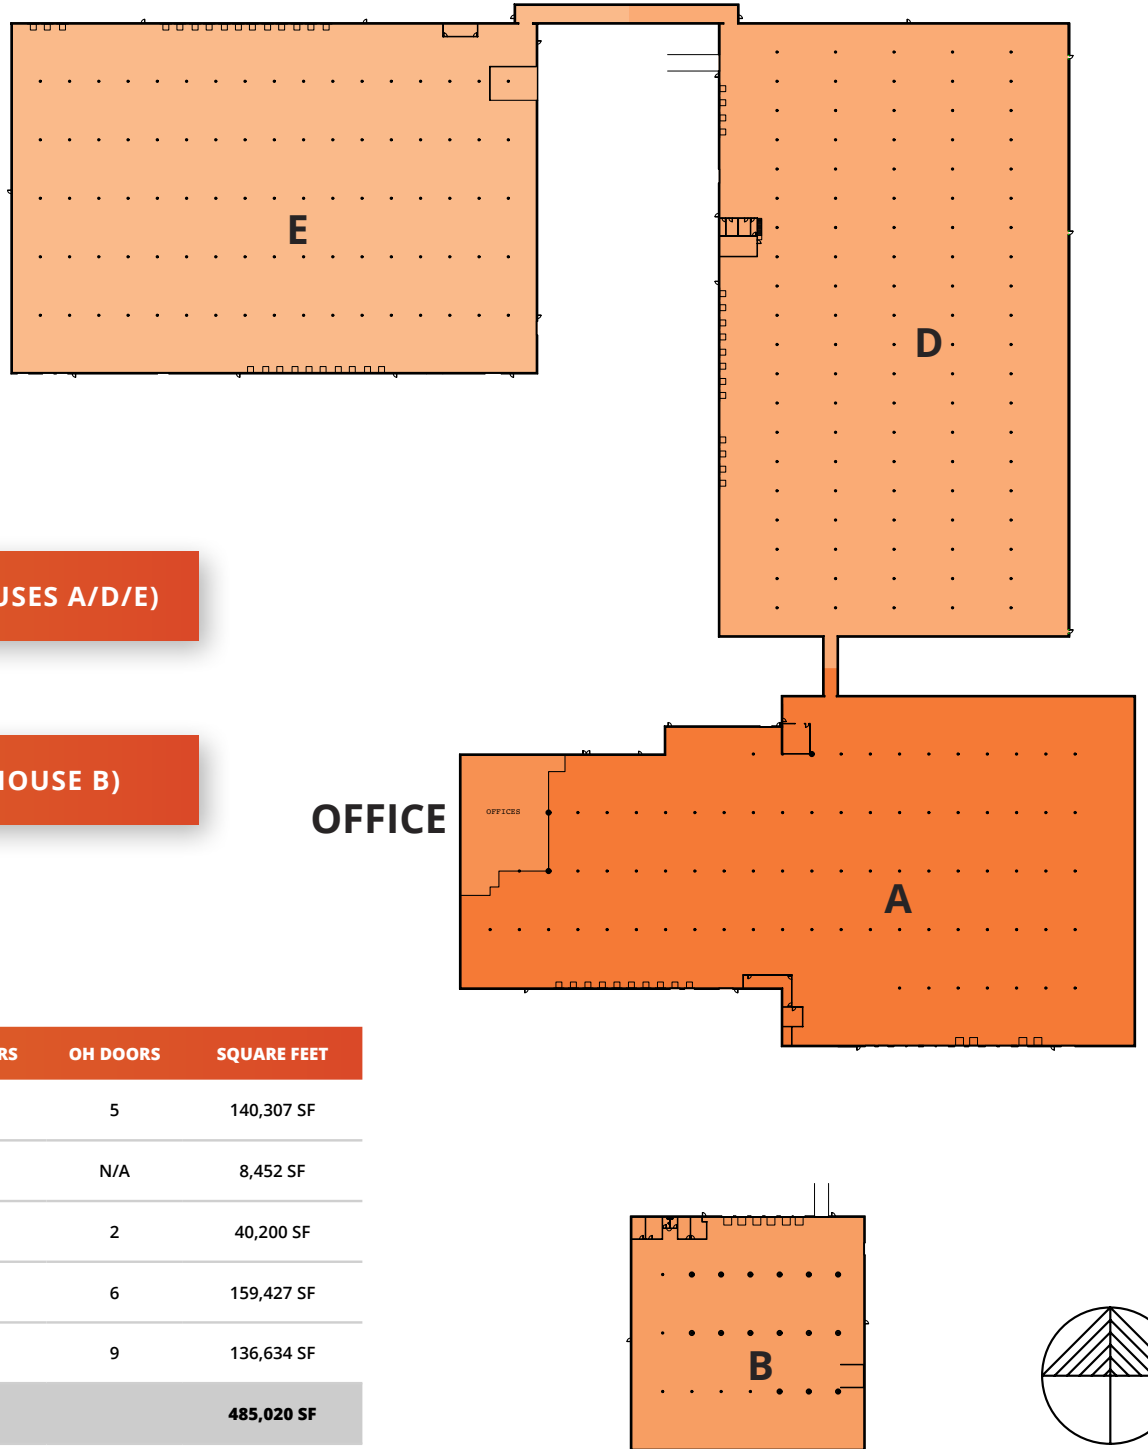 E
D
USES A/D/E)
HOUSE B)
OFFICE
OFFICES
A
RS OH DOORS SQUARE FEET
5 140,307 SF
N/A 8,452 SF
2 40,200 SF
6 159,427 SF
9 136,634 SF
485,020 SF
B